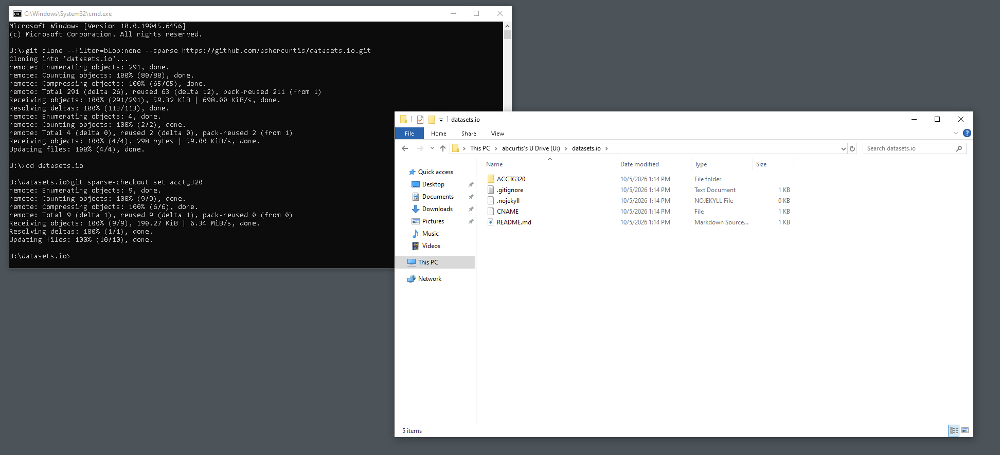 C:\Windows\System32\cmd.exe
Microsoft Windows [Version 10.0.19045.6456]
(c) Microsoft Corporation. All rights reserved.
U:\>git clone --filter=blob:none --sparse https://github.com/ashercurtis/datasets.io.git
Cloning into 'datasets.io'...
remote: Enumerating objects: 291, done.
remote: Counting objects: 100% (80/80), done.
remote: Compressing objects: 100% (65/65), done.
remote: Total 291 (delta 26), reused 63 (delta 12), pack-reused 211 (from 1)
Receiving objects: 100% (291/291), 59.32 KiB | 698.00 KiB/s, done.
Resolving deltas: 100% (113/113), done.
remote: Enumerating objects: 4, done.
remote: Counting objects: 100% (2/2), done.
remote: Total 4 (delta 0), reused 2 (delta 0), pack-reused 2 (from 1)
Receiving objects: 100% (4/4), 298 bytes | 59.00 KiB/s, done.
Updating files: 100% (4/4), done.
U:\>cd datasets.io
U:\datasets.io>git sparse-checkout set acctg320
remote: Enumerating objects: 9, done.
remote: Counting objects: 100% (9/9), done.
remote: Compressing objects: 100% (6/6), done.
remote: Total 9 (delta 1), reused 9 (delta 1), pack-reused 0 (from 0)
Receiving objects: 100% (9/9), 190.27 KiB | 6.34 MiB/s, done.
Resolving deltas: 100% (1/1), done.
Updating files: 100% (10/10), done.
U:\datasets.io>
datasets.io
File Home Share View
This PC > abcurtis's U Drive (U:) > datasets.io >
Search datasets.io
Quick access
Desktop
Documents
Downloads
Pictures
Music
Videos
This PC
Network
Name Date modified Type Size
ACCTG320 10/5/2026 1:14 PM File folder
.gitignore 10/5/2026 1:14 PM Text Document 1 KB
.nojekyll 10/5/2026 1:14 PM NOJEKYLL File 0 KB
CNAME 10/5/2026 1:14 PM File 1 KB
README.md 10/5/2026 1:14 PM Markdown Source... 1 KB
5 items